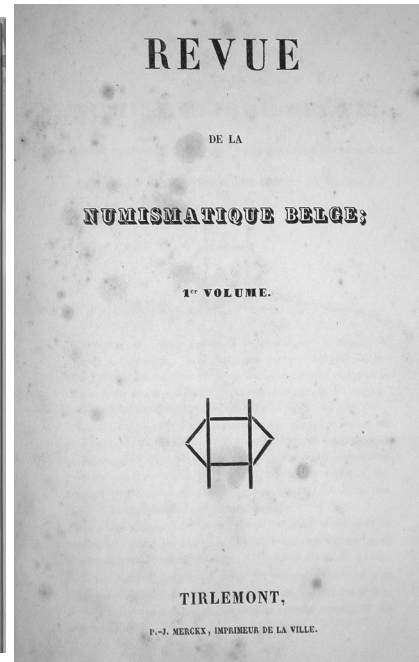 REVUE
DE LA
NUMISMATIQUE BELGE;
1er VOLUME.
TIRLEMONT,
P.-J. MERCKX, IMPRIMEUR DE LA VILLE.